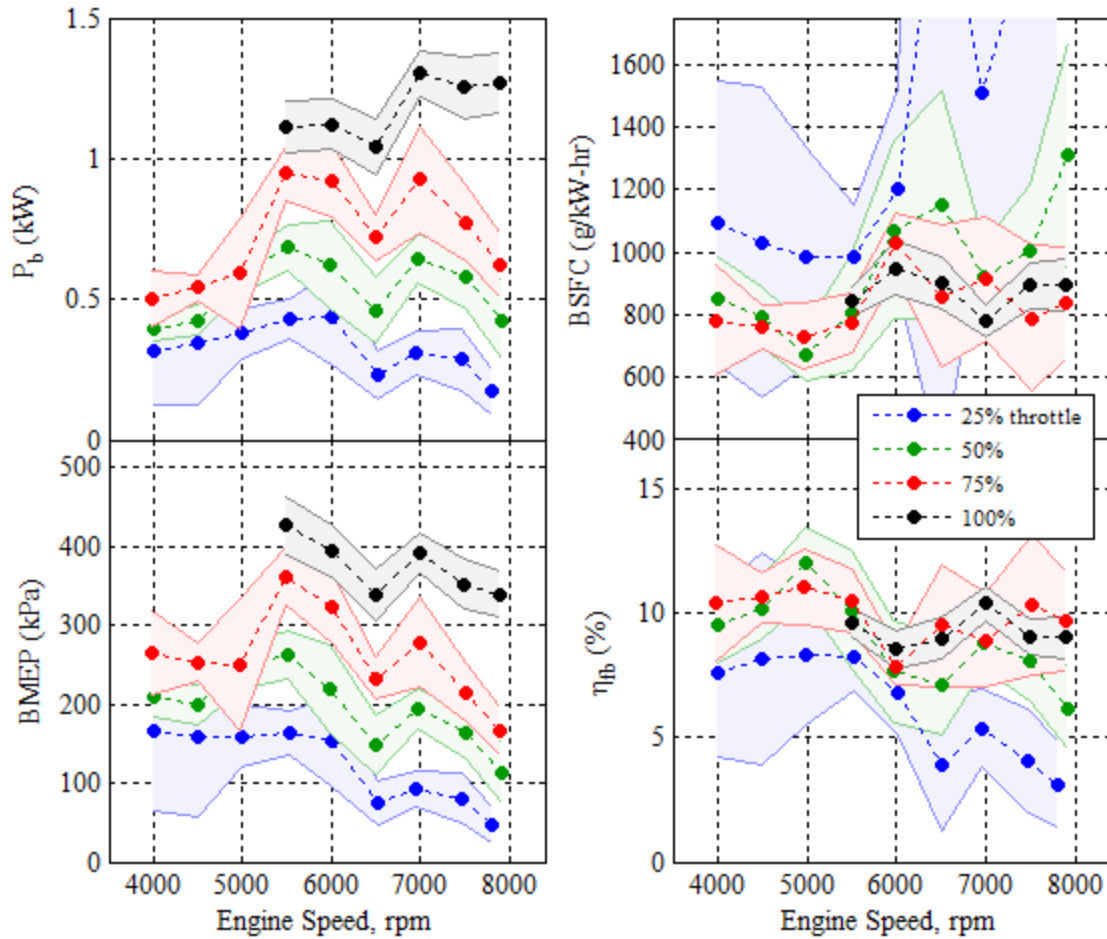 1.5
1
0.5
0
P_b (kW)
1600
1400
1200
1000
800
600
400
BSFC (g/kW-hr)
25% throttle
50%
75%
100%
500
400
300
200
100
0
BMEP (kPa)
15
10
5
0
η_fb (%)
4000 5000 6000 7000 8000
Engine Speed, rpm
4000 5000 6000 7000 8000
Engine Speed, rpm